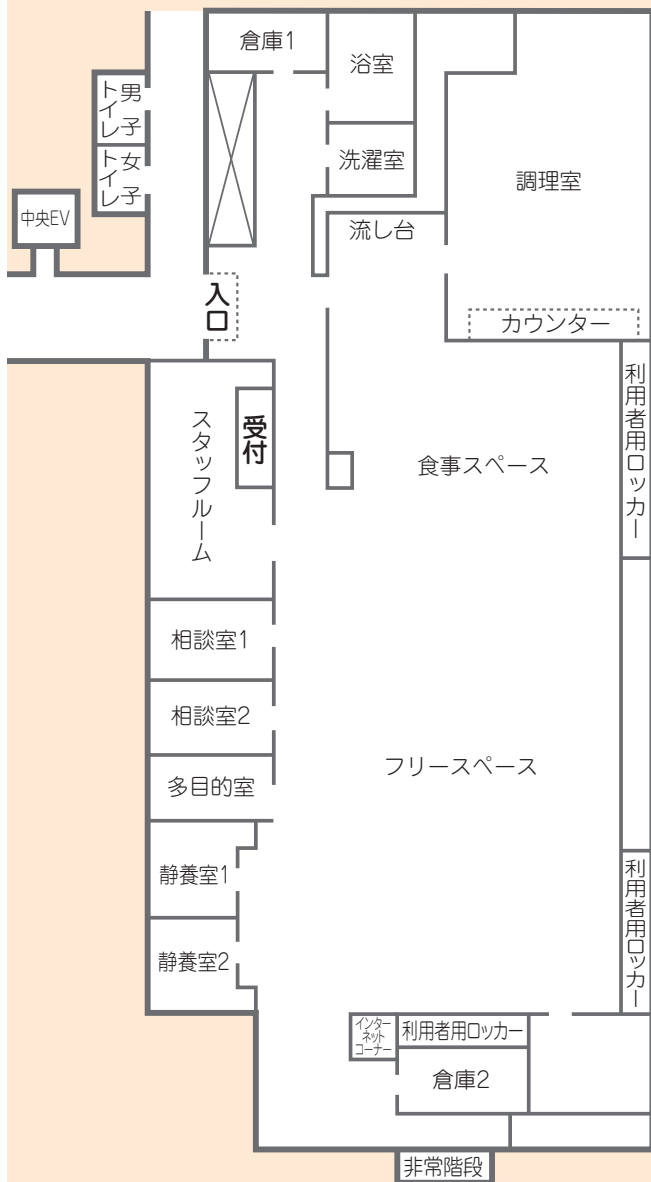 倉庫1
浴室
男子
トイレ
洗濯室
女子
トイレ
調理室
中央EV
流し台
入口
カウンター
利用者用ロッカー
受付
スタッフルーム
食事スペース
相談室1
相談室2
フリースペース
多目的室
静養室1
利用者用ロッカー
静養室2
インター
ネット
コーナー
利用者用ロッカー
倉庫2
非常階段